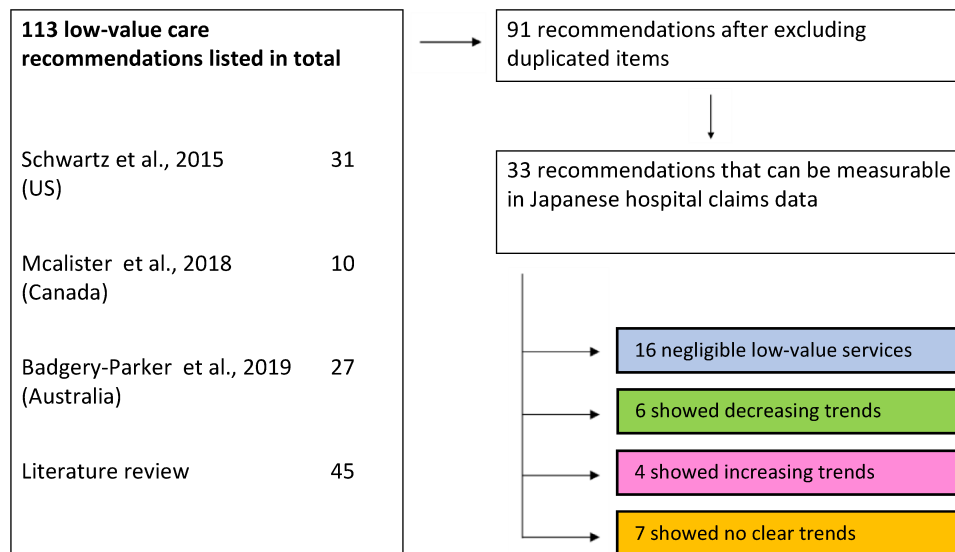 113 low-value care
recommendations listed in total
Schwartz et al., 2015 31
(US)
Mcalister et al., 2018 10
(Canada)
Badgery-Parker et al., 2019 27
(Australia)
Literature review 45
91 recommendations after excluding
duplicated items
33 recommendations that can be measurable
in Japanese hospital claims data
16 negligible low-value services
6 showed decreasing trends
4 showed increasing trends
7 showed no clear trends